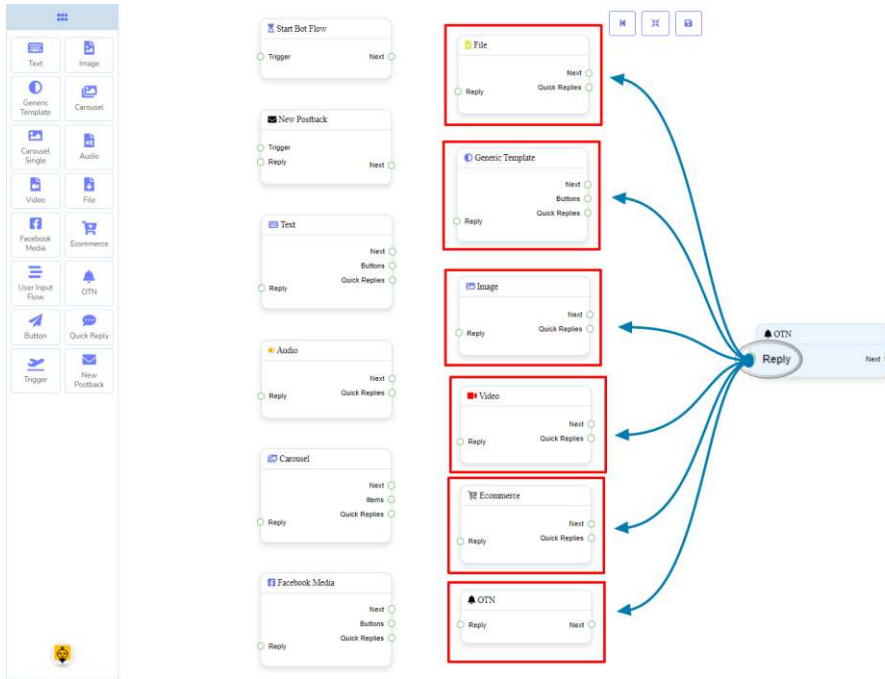 Text
Image
Generic
Template
Carousel
Carousel
Single
Audio
Video
File
Facebook
Media
Ecommerce
User Input
Flow
OTN
Button
Quick Reply
Trigger
New
Postback
Start Bot Flow
Trigger
Next
New Postback
Trigger
Reply
Next
Text
Next
Buttons
Quick Replies
Reply
Audio
Next
Quick Replies
Reply
Carousel
Next
Items
Quick Replies
Reply
Facebook Media
Next
Buttons
Quick Replies
Reply
File
Next
Quick Replies
Reply
Generic Template
Next
Buttons
Quick Replies
Reply
Image
Next
Quick Replies
Reply
Video
Next
Quick Replies
Reply
Ecommerce
Next
Quick Replies
Reply
OTN
Reply
Next
OTN
Reply
Next